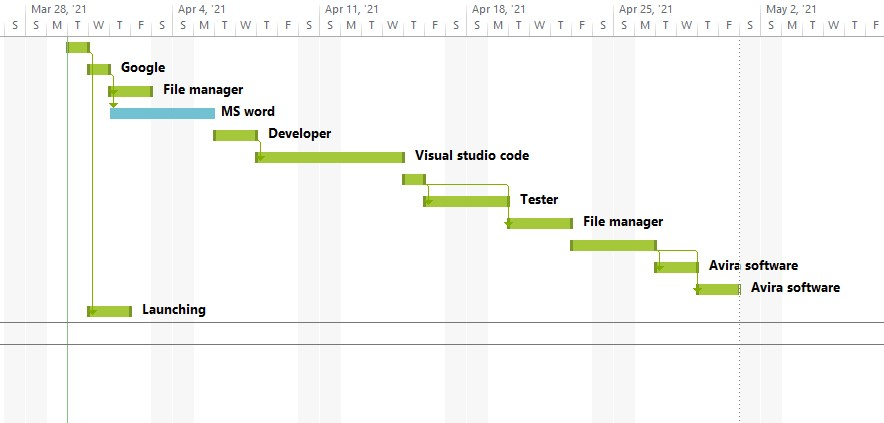 Mar 28, '21 Apr 4, '21 Apr 11, '21 Apr 18, '21 Apr 25, '21 May 2, '21
S S M T W T F S S M T W T F S S M T W T F S S M T W T F S S M T W T F S S M T W T F
Google
File manager
MS word
Developer
Visual studio code
Tester
File manager
Avira software
Avira software
Launching